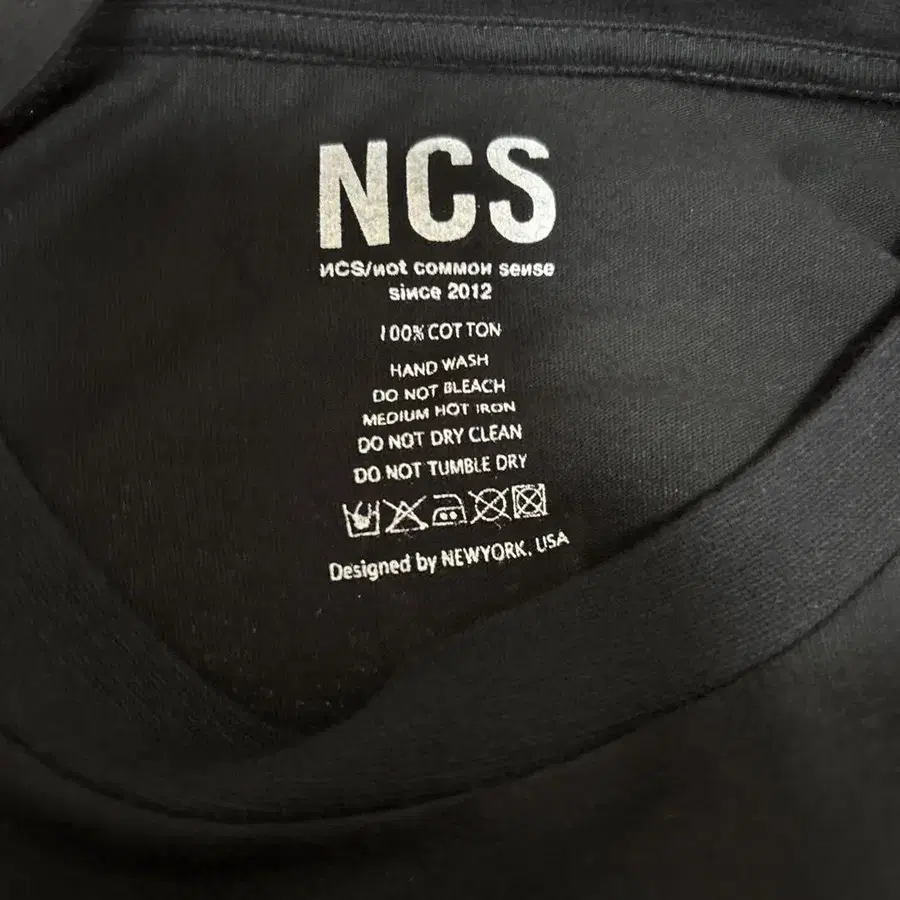 NCS
ИCS/иot commoи seиse
siиce 2012
100% COTTON
HAND WASH
DO NOT BLEACH
MEDIUM HOT IRON
DO NOT DRY CLEAN
DO NOT TUMBLE DRY
Designed by NEWYORK. USA